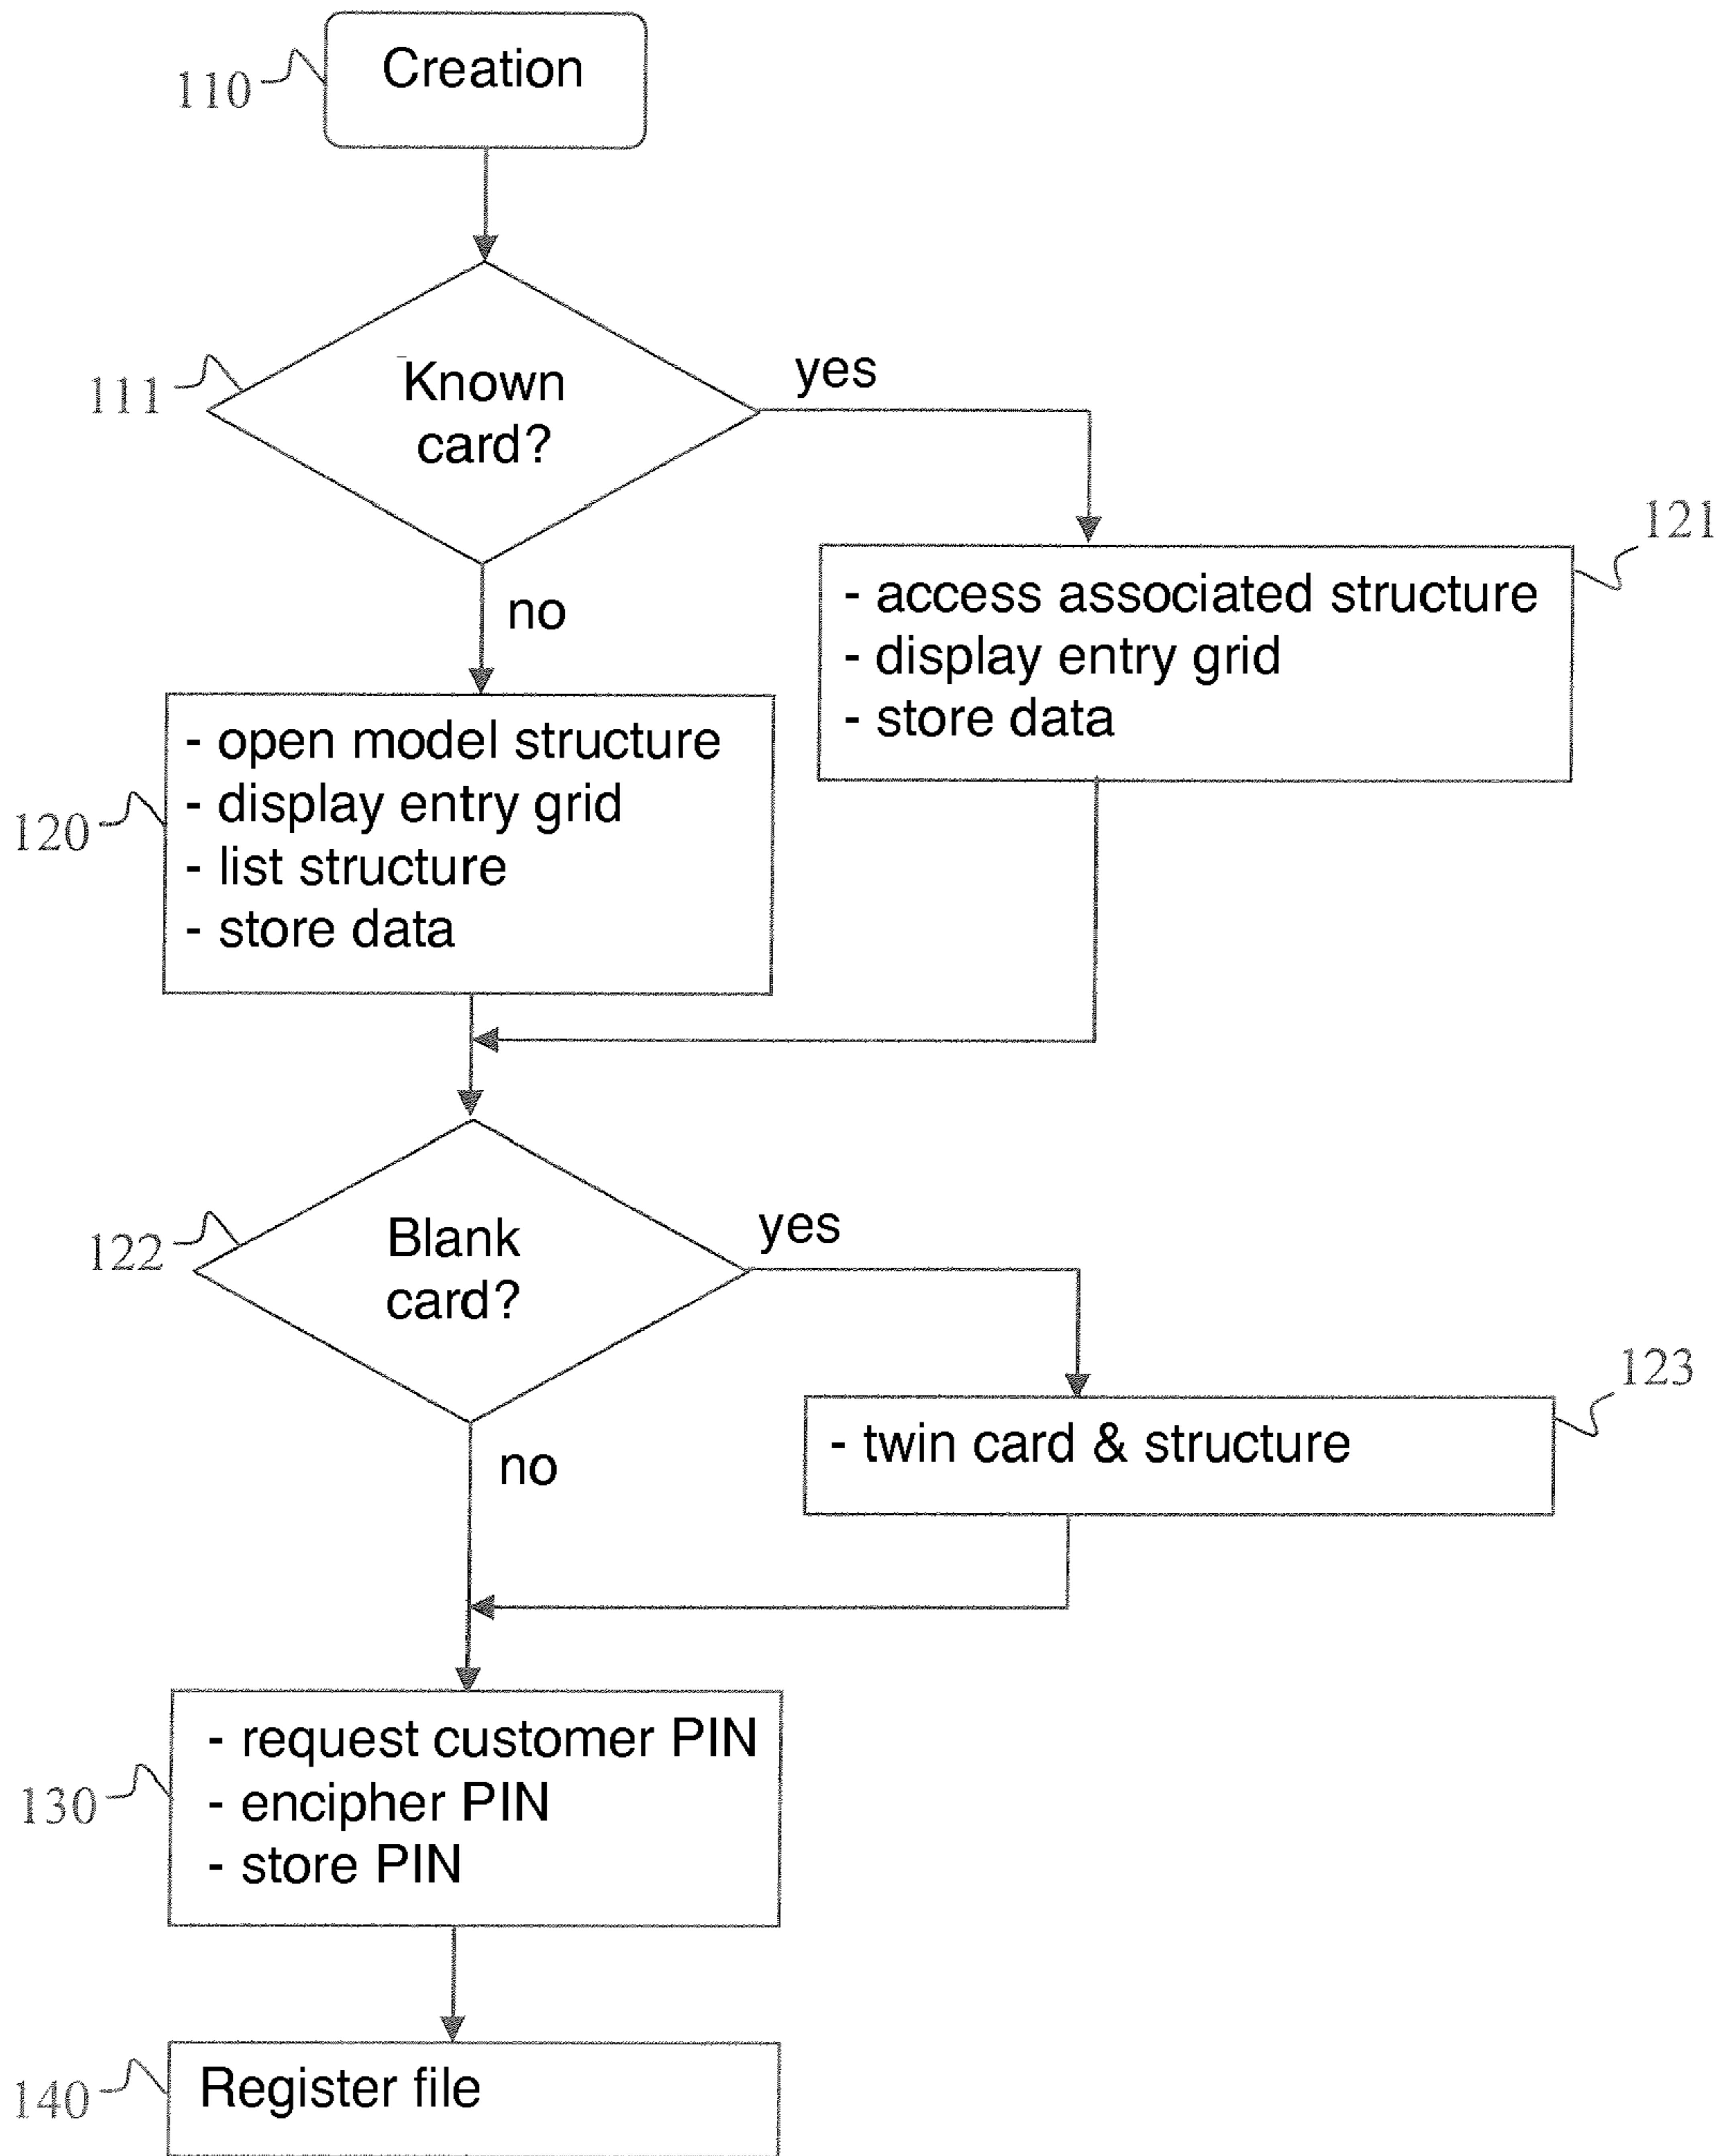 Creation
110
111
Known
card?
yes
no
121
- access associated structure
- display entry grid
- store data
120
- open model structure
- display entry grid
- list structure
- store data
122
Blank
card?
yes
no
123
- twin card & structure
130
- request customer PIN
- encipher PIN
- store PIN
140
Register file